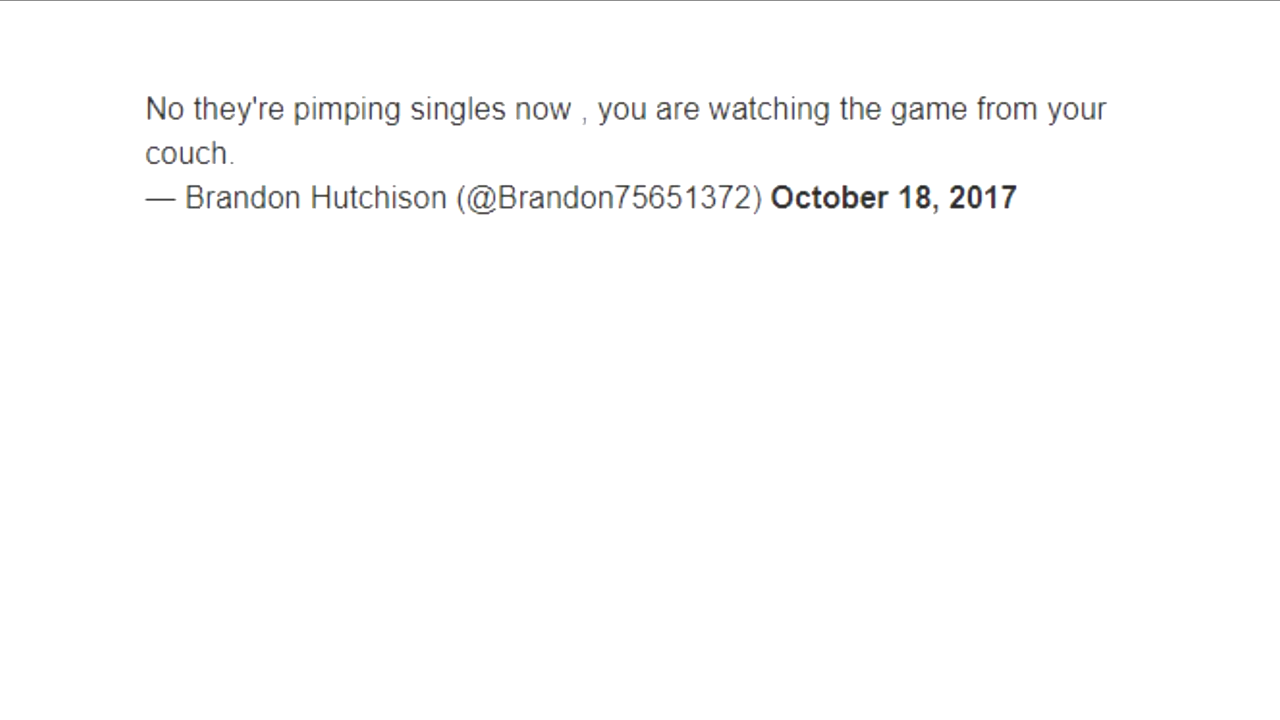 No they're pimping singles now , you are watching the game from your
couch.
— Brandon Hutchison (@Brandon75651372) October 18, 2017